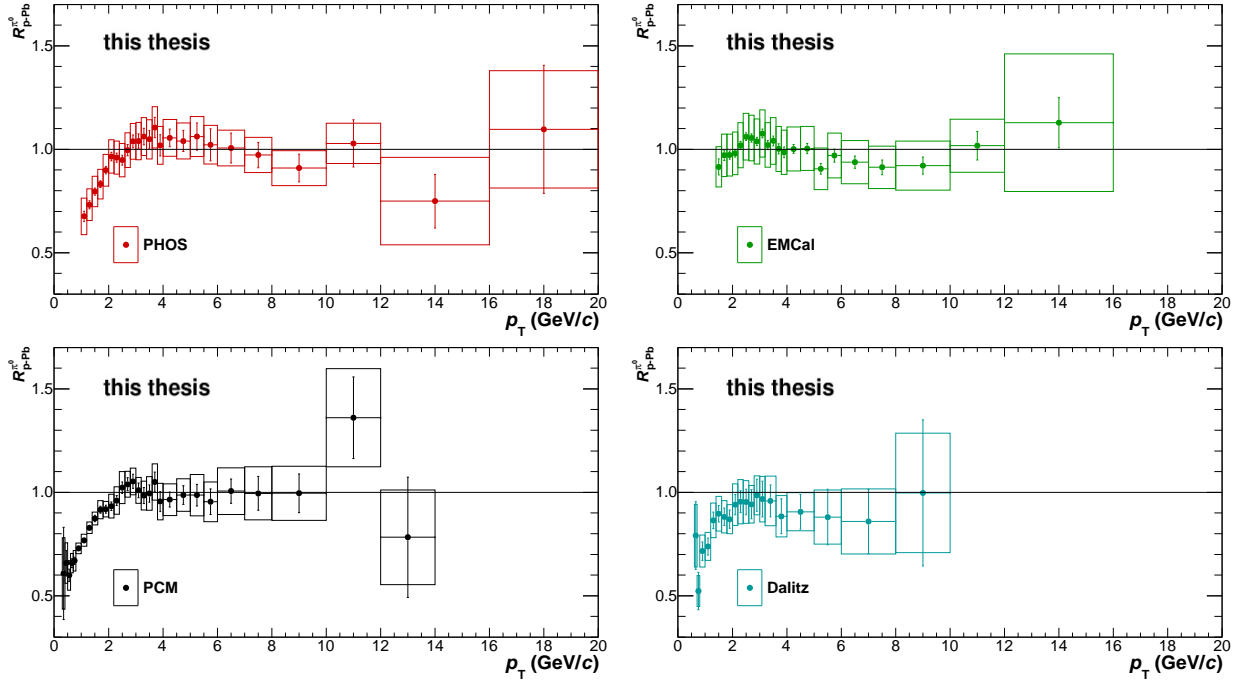 R^{π^0}_{p-Pb}
this thesis
1.5
1.0
0.5
PHOS
0 2 4 6 8 10 12 14 16 18 20
p_T (GeV/c)
R^{π^0}_{p-Pb}
this thesis
1.5
1.0
0.5
EMCal
0 2 4 6 8 10 12 14 16 18 20
p_T (GeV/c)
R^{π^0}_{p-Pb}
this thesis
1.5
1.0
0.5
PCM
0 2 4 6 8 10 12 14 16 18 20
p_T (GeV/c)
R^{π^0}_{p-Pb}
this thesis
1.5
1.0
0.5
Dalitz
0 2 4 6 8 10 12 14 16 18 20
p_T (GeV/c)